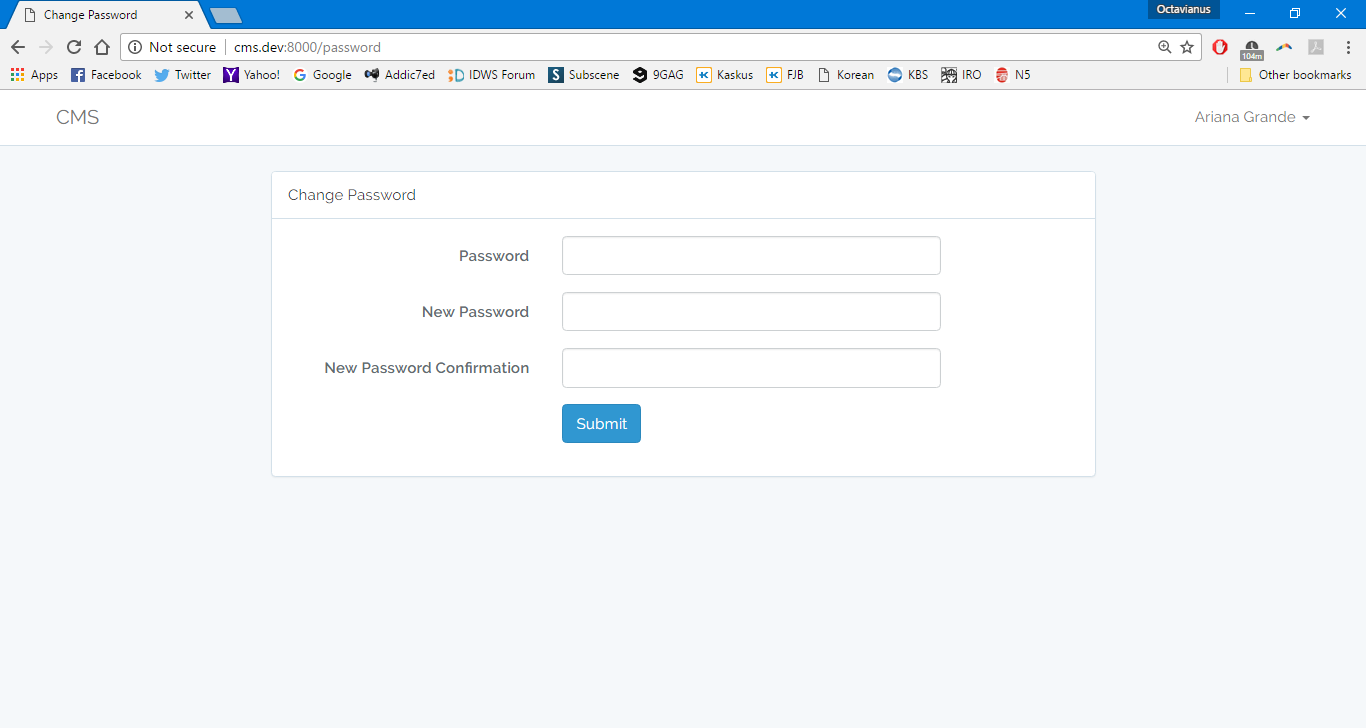 Change Password
Octavianus
Not secure cms.dev:8000/password
104m
Apps Facebook Twitter Yahoo! Google Addic7ed IDWS Forum Subscene 9GAG Kaskus FJB Korean KBS IRO N5 Other bookmarks
CMS Ariana Grande
Change Password
Password
New Password
New Password Confirmation
Submit